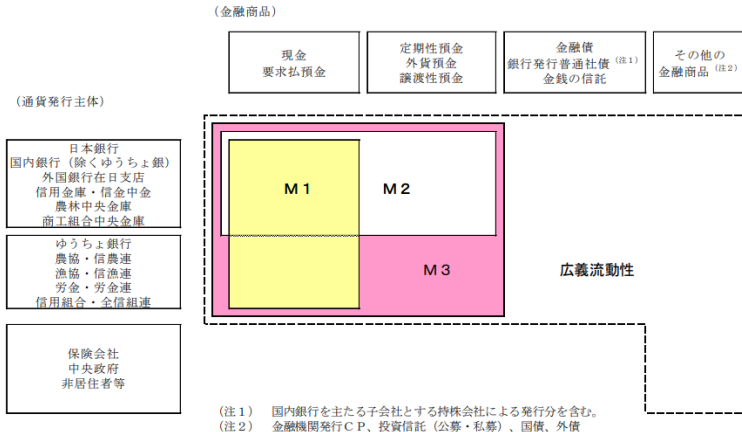 (金融商品)
現金
要求払預金
定期性預金
外貨預金
譲渡性預金
金融債
銀行発行普通社債(注1)
金銭の信託
その他の
金融商品(注2)
(通貨発行主体)
日本銀行
国内銀行（除くゆうちょ銀）
外国銀行在日支店
信用金庫・信金中金
農林中央金庫
商工組合中央金庫
ゆうちょ銀行
農協・信農連
漁協・信漁連
労金・労金連
信用組合・全信組連
保険会社
中央政府
非居住者等
M1
M2
M3
広義流動性
(注1) 国内銀行を主たる子会社とする持株会社による発行分を含む。
(注2) 金融機関発行CP、投資信託（公募・私募）、国債、外債